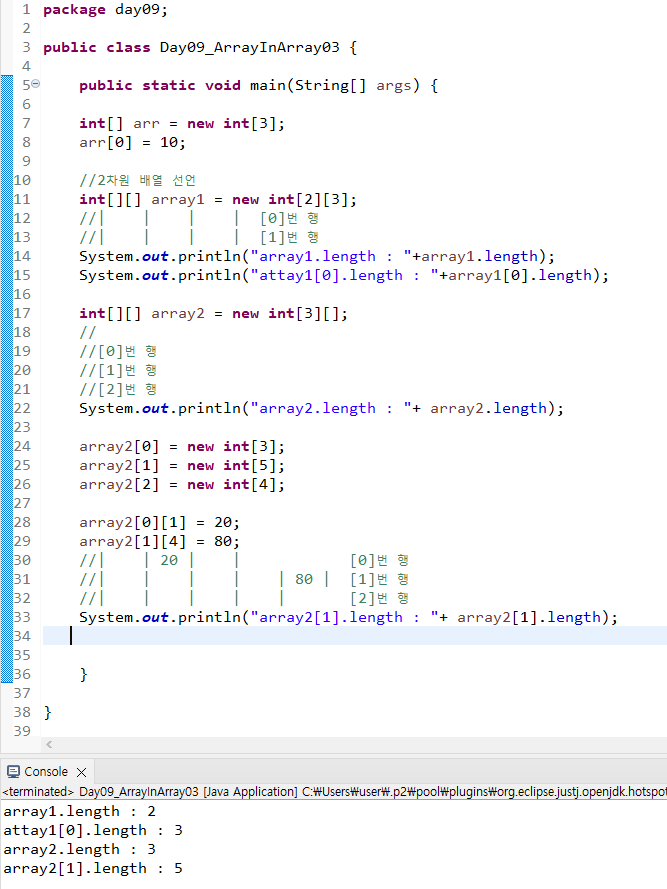 1 package day09;
2
3 public class Day09_ArrayInArray03 {
4
5 public static void main(String[] args) {
6
7 int[] arr = new int[3];
8 arr[0] = 10;
9
10 //2차원 배열 선언
11 int[][] array1 = new int[2][3];
12 //| | | | [0]번 행
13 //| | | | [1]번 행
14 System.out.println("array1.length : "+array1.length);
15 System.out.println("attay1[0].length : "+array1[0].length);
16
17 int[][] array2 = new int[3][];
18 //
19 //[0]번 행
20 //[1]번 행
21 //[2]번 행
22 System.out.println("array2.length : "+ array2.length);
23
24 array2[0] = new int[3];
25 array2[1] = new int[5];
26 array2[2] = new int[4];
27
28 array2[0][1] = 20;
29 array2[1][4] = 80;
30 //| | 20 | | [0]번 행
31 //| | | | | 80 | [1]번 행
32 //| | | | | [2]번 행
33 System.out.println("array2[1].length : "+ array2[1].length);
34
35
36 }
37
38 }
39
Console
<terminated> Day09_ArrayInArray03 [Java Application] C:₩Users₩user₩.p2₩pool₩plugins₩org.eclipse.justj.openjdk.hotspot
array1.length : 2
attay1[0].length : 3
array2.length : 3
array2[1].length : 5